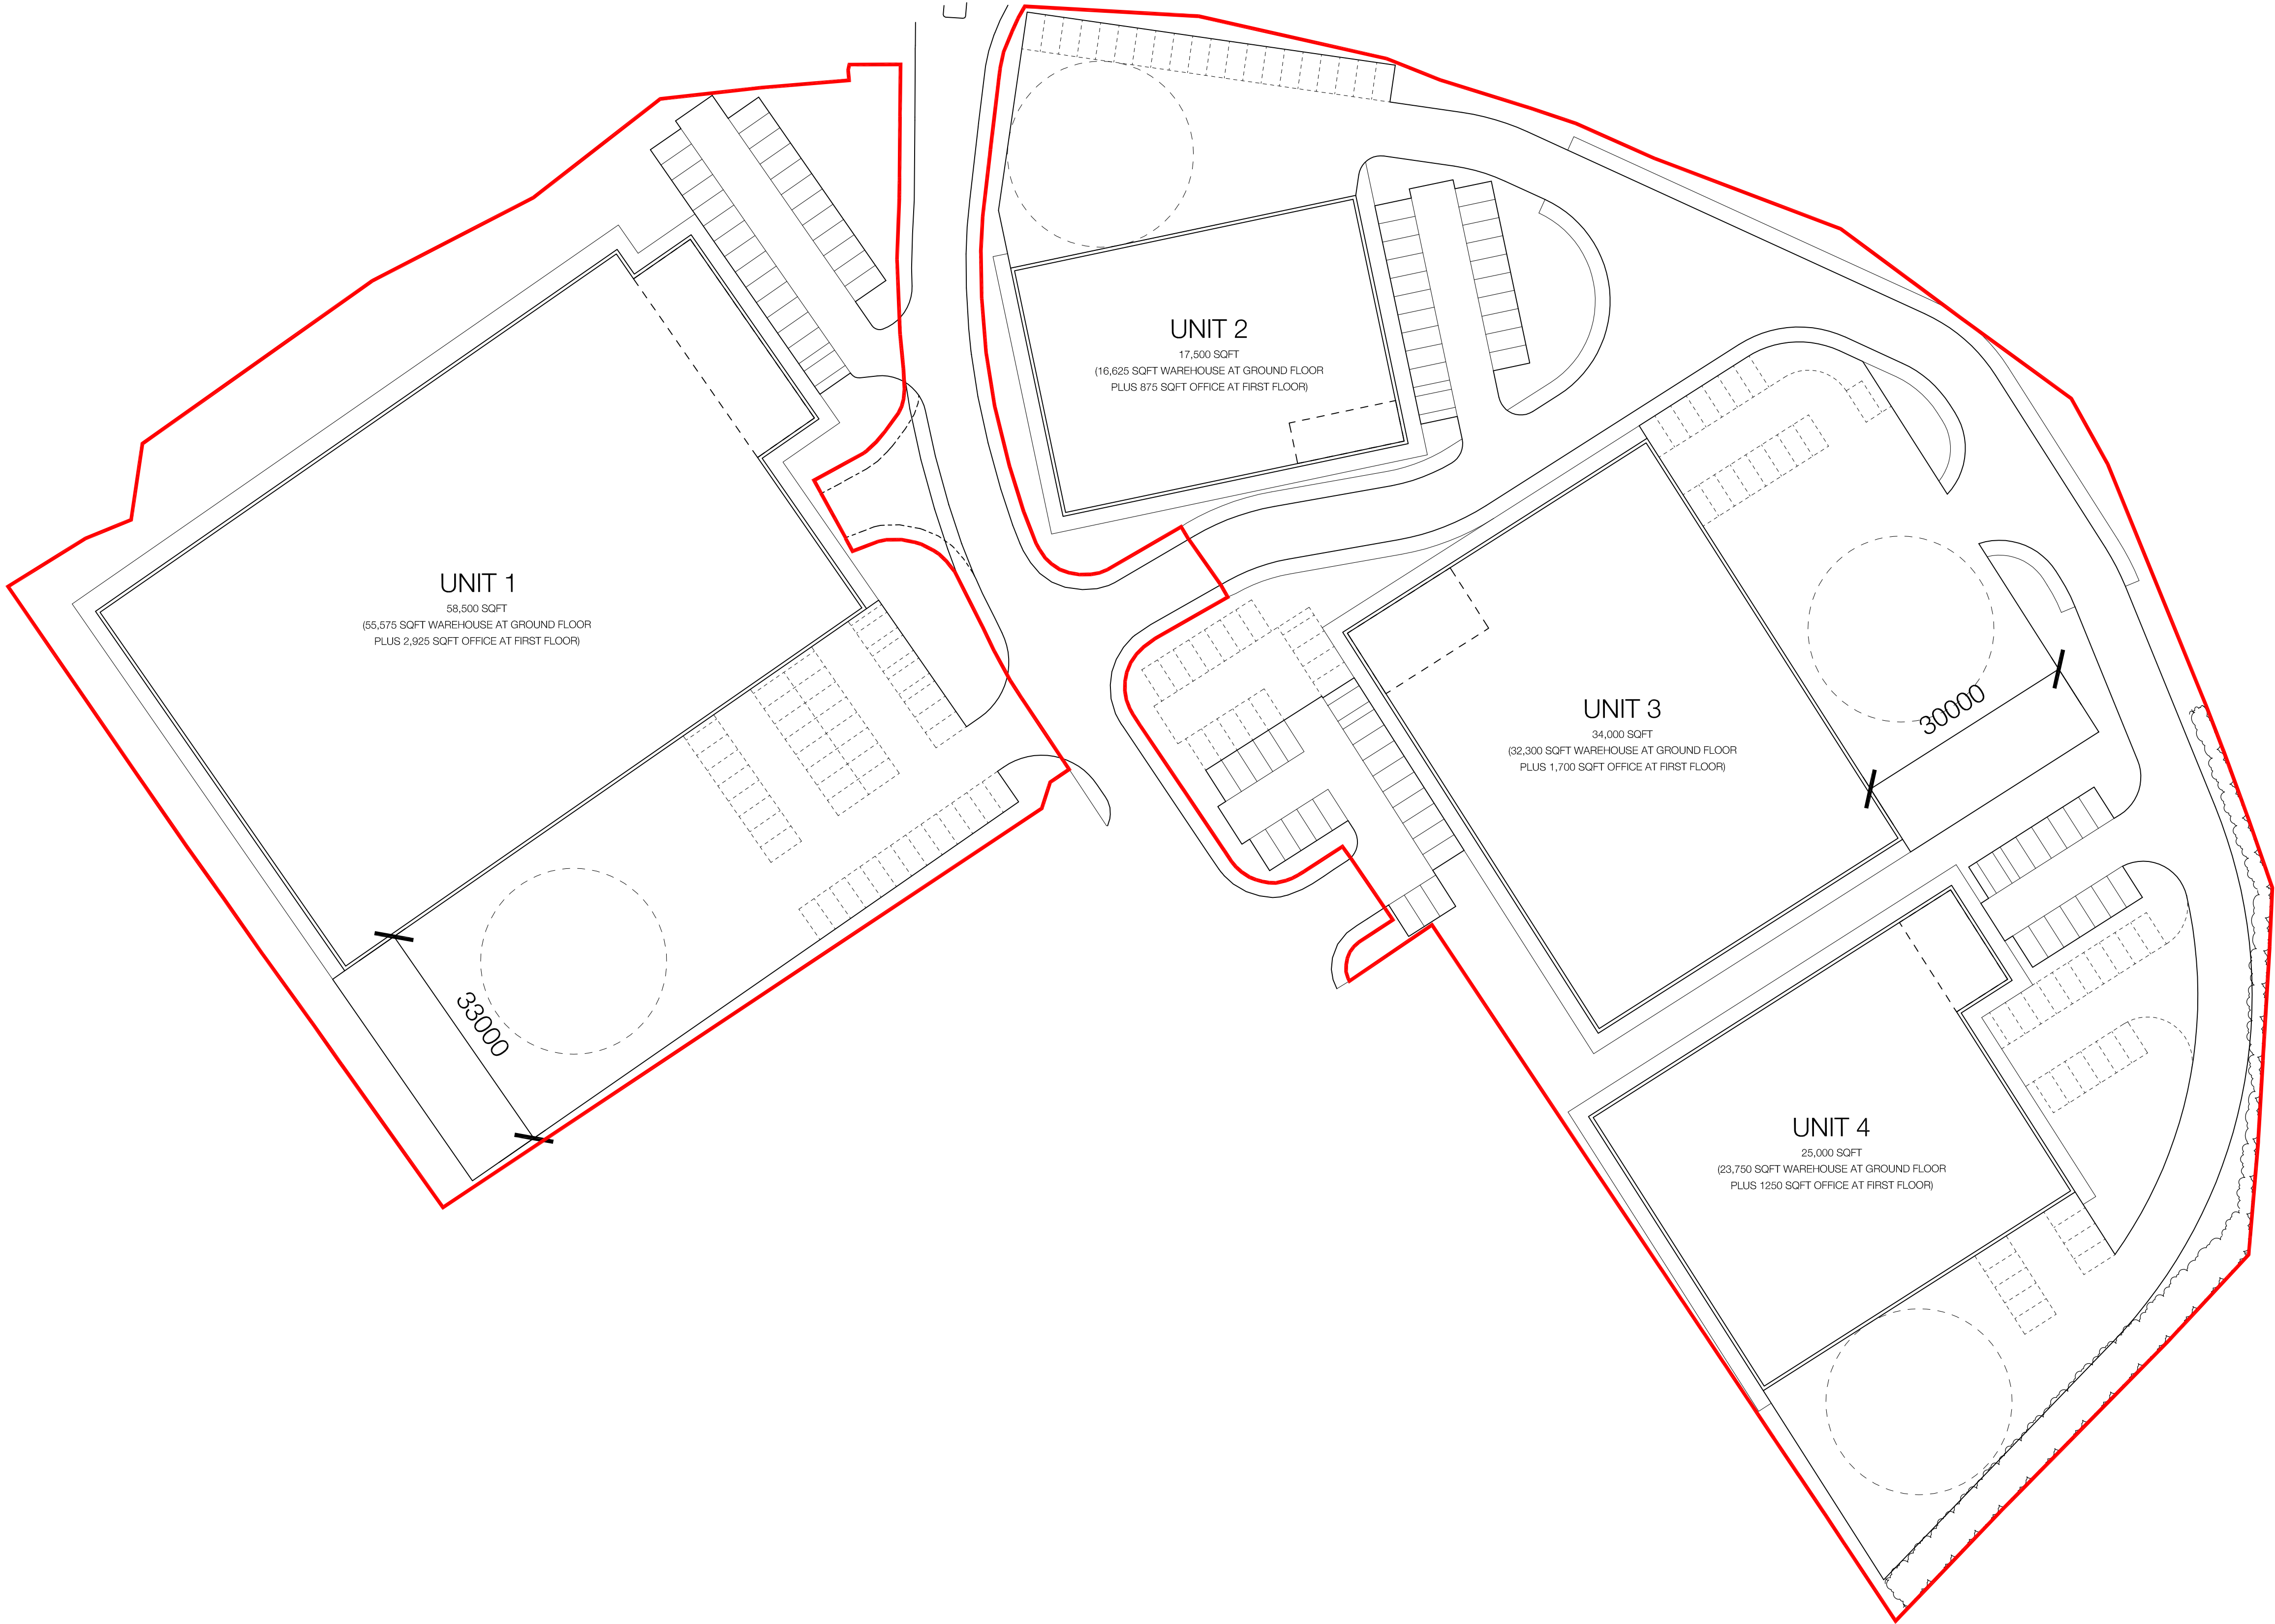 UNIT 1
58,500 SQFT
(55,575 SQFT WAREHOUSE AT GROUND FLOOR
PLUS 2,925 SQFT OFFICE AT FIRST FLOOR)
33000
UNIT 2
17,500 SQFT
(16,625 SQFT WAREHOUSE AT GROUND FLOOR
PLUS 875 SQFT OFFICE AT FIRST FLOOR)
UNIT 3
34,000 SQFT
(32,300 SQFT WAREHOUSE AT GROUND FLOOR
PLUS 1,700 SQFT OFFICE AT FIRST FLOOR)
30000
UNIT 4
25,000 SQFT
(23,750 SQFT WAREHOUSE AT GROUND FLOOR
PLUS 1250 SQFT OFFICE AT FIRST FLOOR)